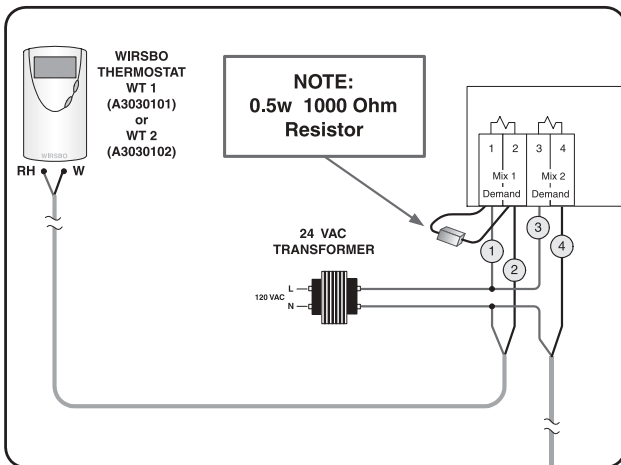 WIRSBO
THERMOSTAT
WT 1
(A3030101)
or
WT 2
(A3030102)
WIRSBO
RH
W
NOTE:
0.5w 1000 Ohm
Resistor
1 2 3 4
Mix 1 Mix 2
Demand Demand
24 VAC
TRANSFORMER
L
120 VAC
N
1
2
3
4